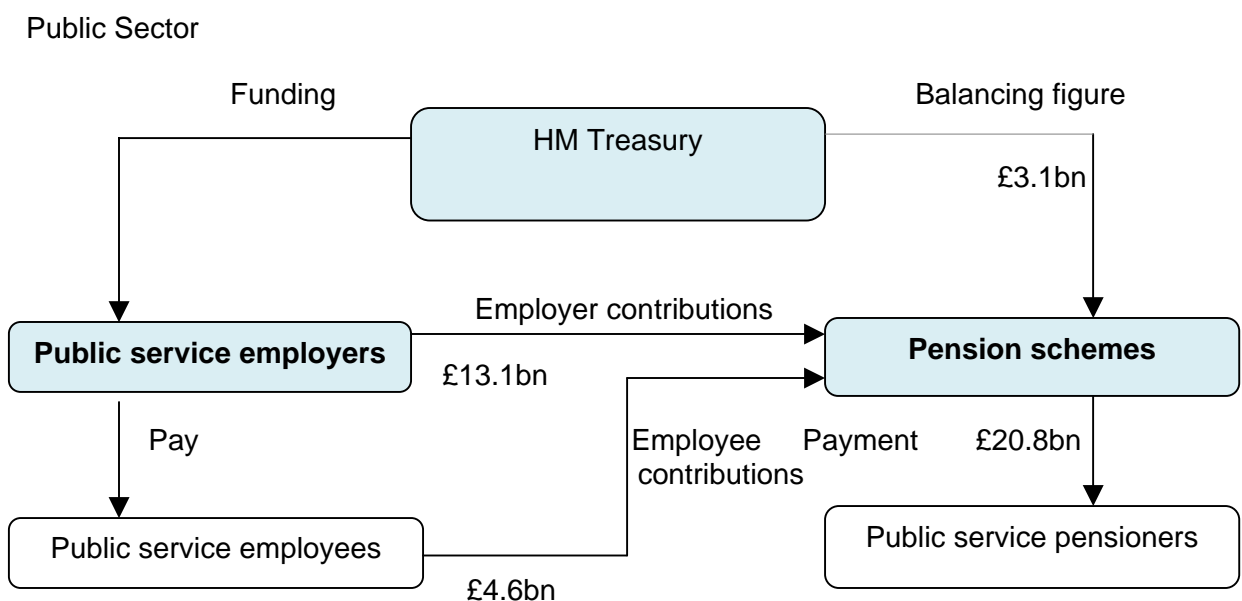 Public Sector
Funding
Balancing figure
HM Treasury
£3.1bn
Employer contributions
Public service employers
Pension schemes
£13.1bn
Pay
Employee
contributions
Payment
£20.8bn
Public service employees
Public service pensioners
£4.6bn